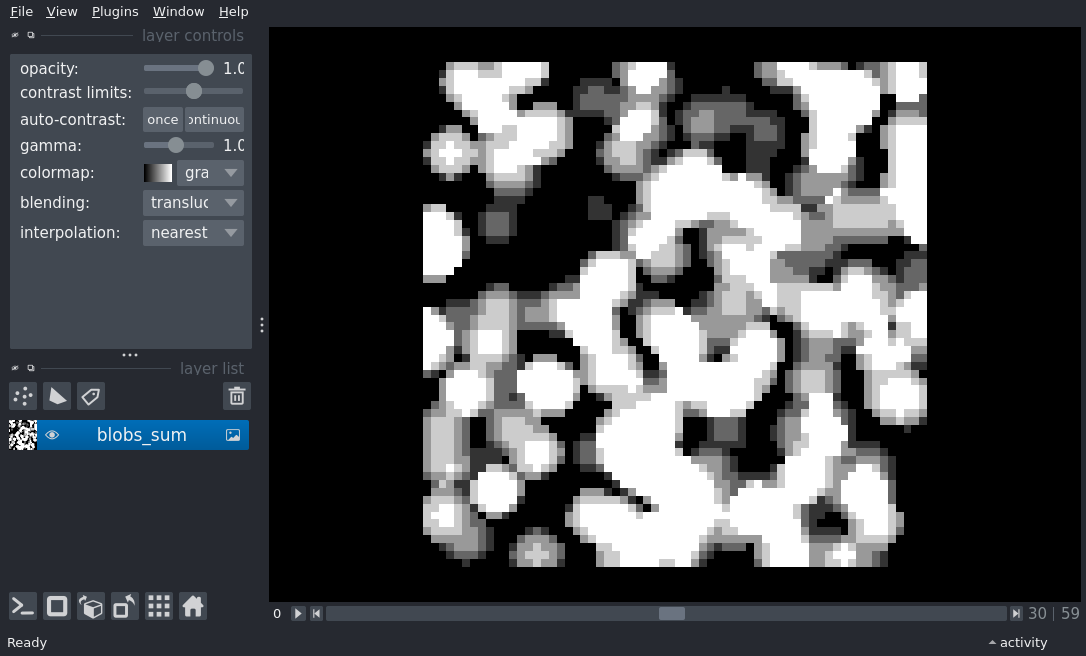 File View Plugins Window Help
layer controls
opacity: 1.0
contrast limits:
auto-contrast: once ontinuou
gamma: 1.0
colormap: gra
blending: transluc
interpolation: nearest
layer list
blobs_sum
0 30 59
Ready activity